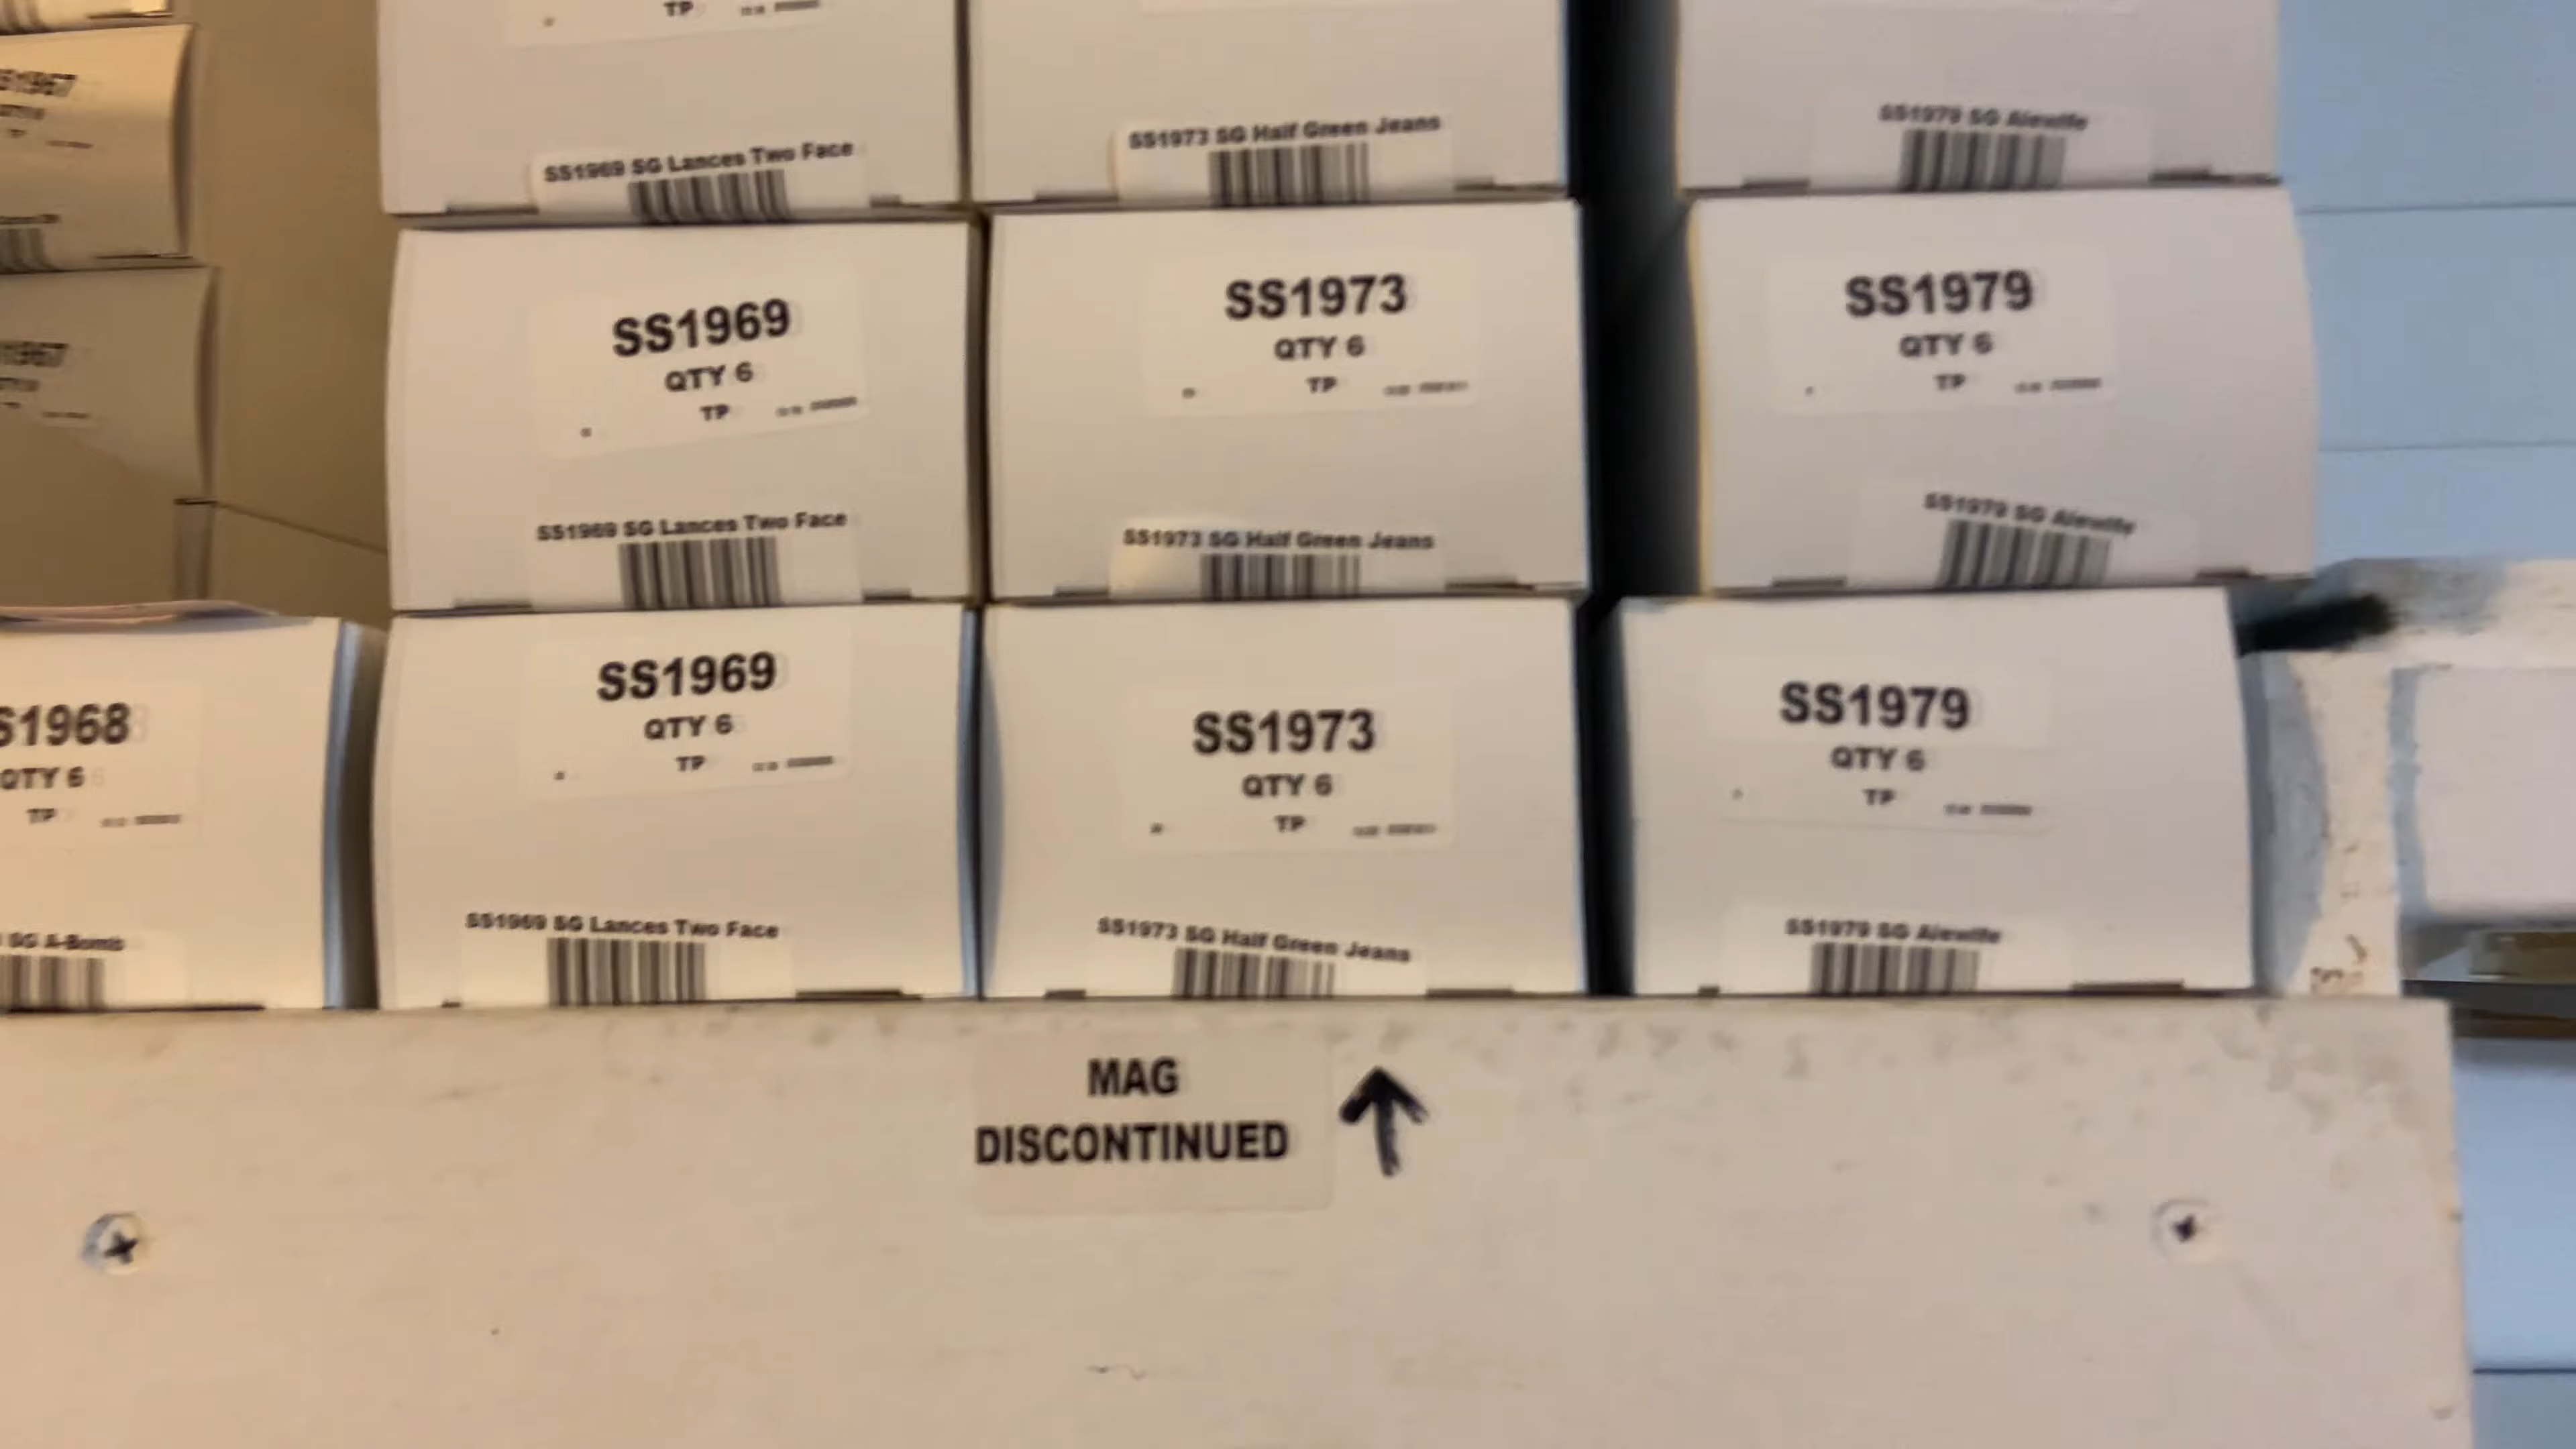 TP
SS1969 SG Lances Two Face
SS1973 SG Half Green Jeans
SS1979 SG Alewife
SS1969
QTY 6
TP
SS1969 SG Lances Two Face
SS1973
QTY 6
TP
SS1973 SG Half Green Jeans
SS1979
QTY 6
TP
SS1979 SG Alewife
S1968
QTY 6
TP
SG A-Bomb
SS1969
QTY 6
TP
SS1969 SG Lances Two Face
SS1973
QTY 6
TP
SS1973 SG Half Green Jeans
SS1979
QTY 6
TP
SS1979 SG Alewife
S1967
1967
MAG
DISCONTINUED